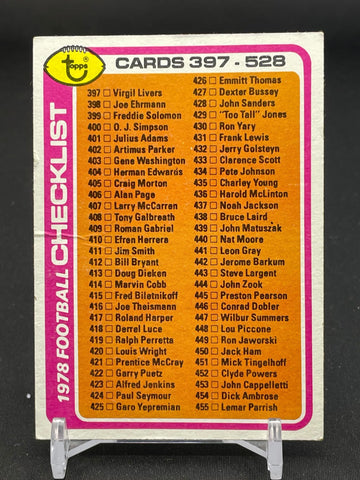 topps
CARDS 397 - 528
1978 FOOTBALL CHECKLIST
397 Virgil Livers
398 Joe Ehrmann
399 Freddie Solomon
400 O. J. Simpson
401 Julius Adams
402 Artimus Parker
403 Gene Washington
404 Herman Edwards
405 Craig Morton
406 Alan Page
407 Larry McCarren
408 Tony Galbreath
409 Roman Gabriel
410 Efren Herrera
411 Jim Smith
412 Bill Bryant
413 Doug Dieken
414 Marvin Cobb
415 Fred Biletnikoff
416 Joe Theismann
417 Roland Harper
418 Derrel Luce
419 Ralph Perretta
420 Louis Wright
421 Prentice McCray
422 Garry Puetz
423 Alfred Jenkins
424 Paul Seymour
425 Garo Yepremian
426 Emmitt Thomas
427 Dexter Bussey
428 John Sanders
429 "Too Tall" Jones
430 Ron Yary
431 Frank Lewis
432 Jerry Golsteyn
433 Clarence Scott
434 Pete Johnson
435 Charley Young
436 Harold McLinton
437 Noah Jackson
438 Bruce Laird
439 John Matuszak
440 Nat Moore
441 Leon Gray
442 Jerome Barkum
443 Steve Largent
444 John Zook
445 Preston Pearson
446 Conrad Dobler
447 Wilbur Summers
448 Lou Piccone
449 Ron Jaworski
450 Jack Ham
451 Mick Tingelhoff
452 Clyde Powers
453 John Cappelletti
454 Dick Ambrose
455 Lemar Parrish